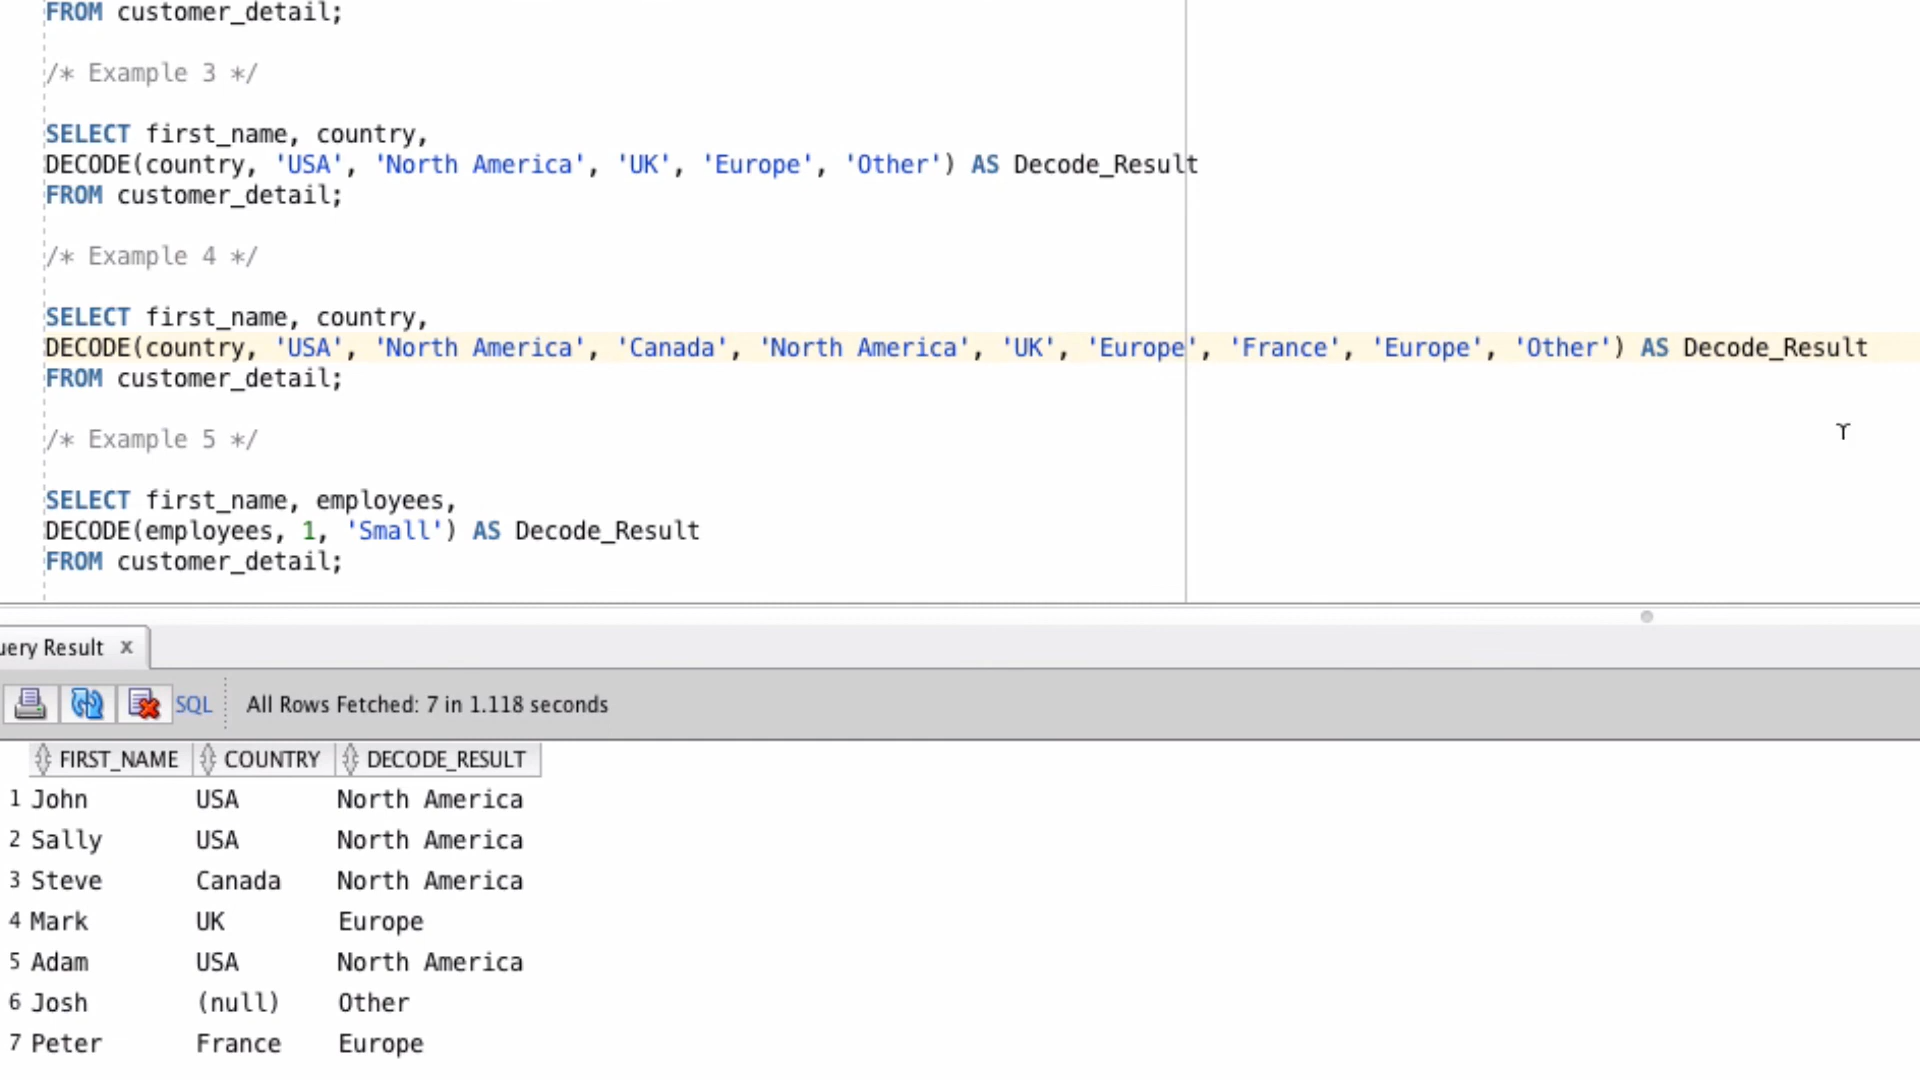 FROM customer_detail;
/* Example 3 */
SELECT first_name, country,
DECODE(country, 'USA', 'North America', 'UK', 'Europe', 'Other') AS Decode_Result
FROM customer_detail;
/* Example 4 */
SELECT first_name, country,
DECODE(country, 'USA', 'North America', 'Canada', 'North America', 'UK', 'Europe', 'France', 'Europe', 'Other') AS Decode_Result
FROM customer_detail;
/* Example 5 */
SELECT first_name, employees,
DECODE(employees, 1, 'Small') AS Decode_Result
FROM customer_detail;
uery Result x
SQL All Rows Fetched: 7 in 1.118 seconds
FIRST_NAME COUNTRY DECODE_RESULT
1 John USA North America
2 Sally USA North America
3 Steve Canada North America
4 Mark UK Europe
5 Adam USA North America
6 Josh (null) Other
7 Peter France Europe